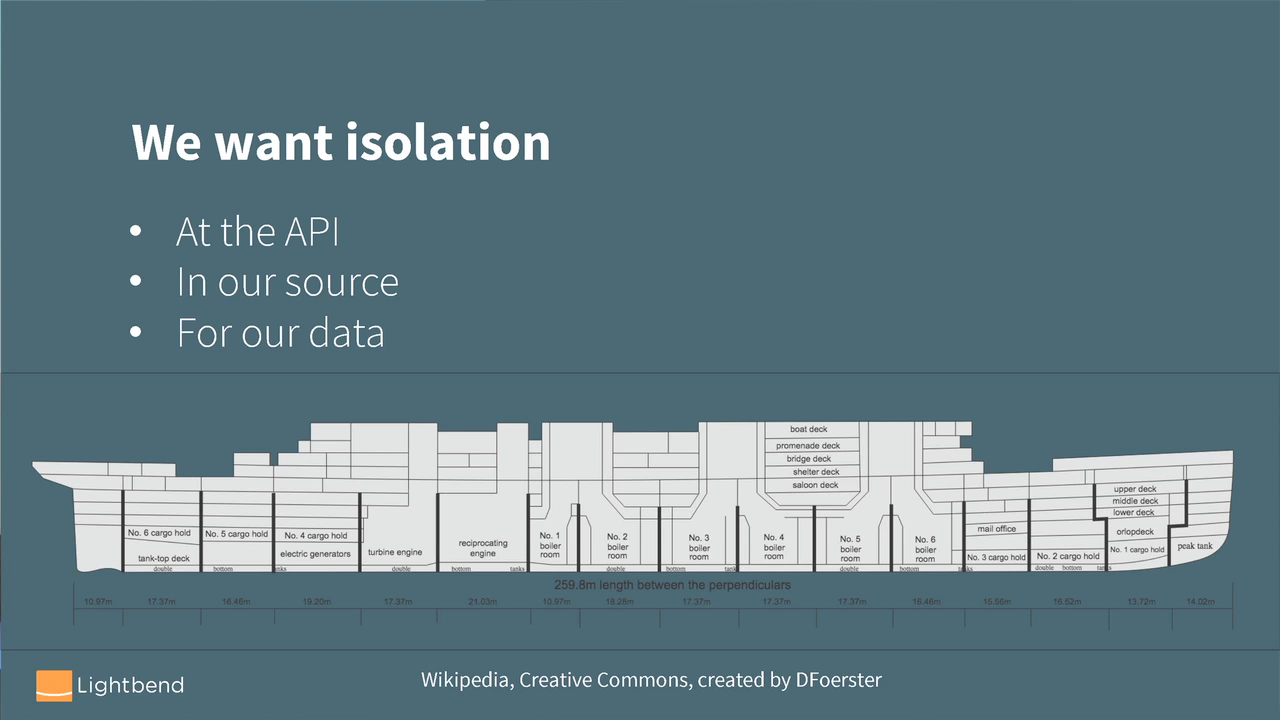 We want isolation
• At the API
• In our source
• For our data
boat deck
promenade deck
bridge deck
shelter deck
saloon deck
upper deck
middle deck
lower deck
orlopdeck
No. 6 cargo hold
No. 5 cargo hold
No. 4 cargo hold
tank-top deck
electric generators
turbine engine
reciprocating
engine
No. 1
boiler
room
No. 2
boiler
room
No. 3
boiler
room
No. 4
boiler
room
No. 5
boiler
room
No. 6
boiler
room
mail office
No. 3 cargo hold
No. 2 cargo hold
No. 1 cargo hold
peak tank
double bottom tanks double bottom tanks double bottom tank double bottom tanks double bottom tanks
259.8m length between the perpendiculars
10.97m 17.37m 16.46m 19.20m 17.37m 21.03m 10.97m 18.28m 17.37m 17.37m 17.37m 16.46m 15.56m 16.52m 13.72m 14.02m
Lightbend
Wikipedia, Creative Commons, created by DFoerster